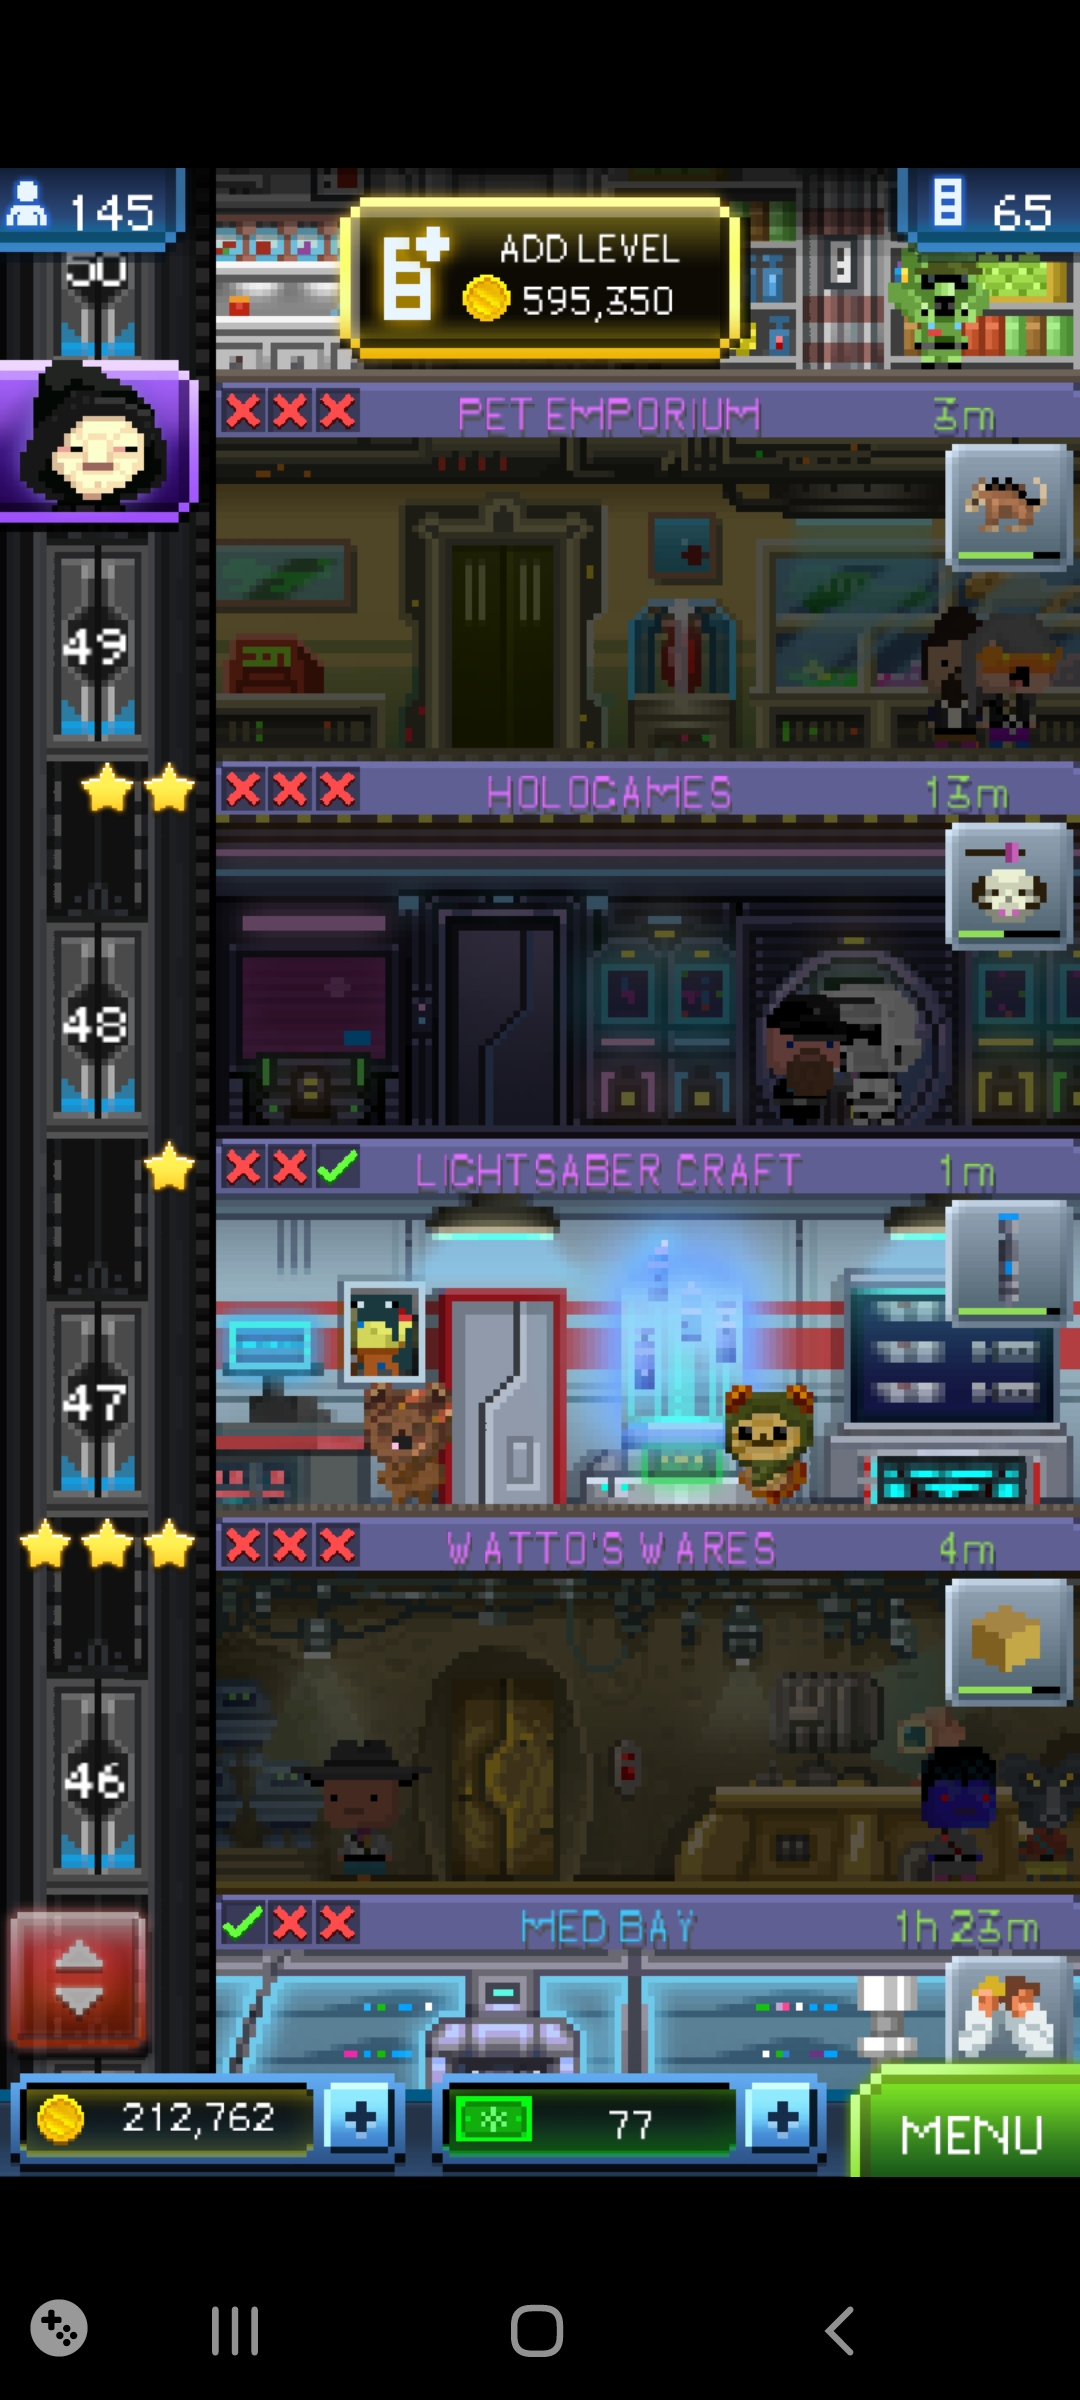 145
ADD LEVEL
595,350
65
50
PET EMPORIUM
3m
49
HOLOGAMES
13m
48
LIGHTSABER CRAFT
1m
47
WATTO'S WARES
4m
46
MED BAY
1h 23m
212,762
77
MENU